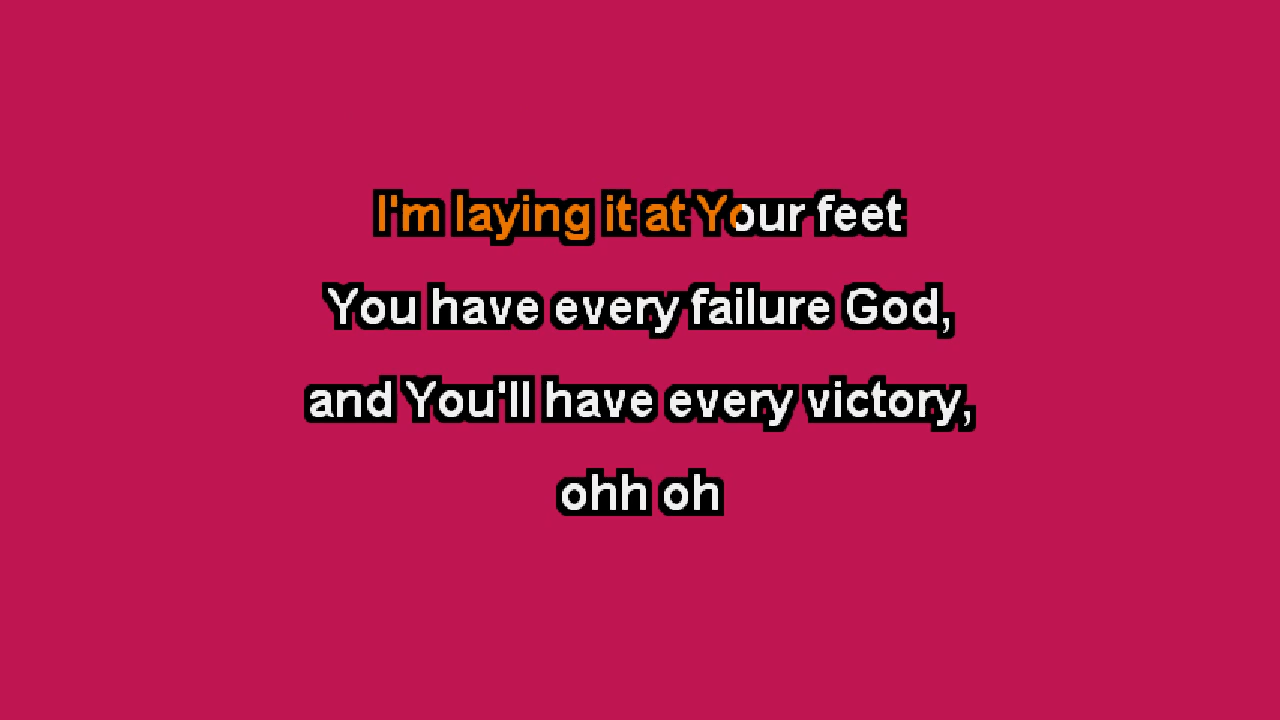 I'm laying it at Your feet
You have every failure God,
and You'll have every victory,
ohh oh